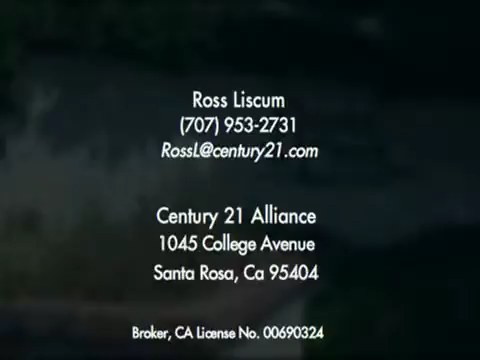 Ross Liscum
(707) 953-2731
RossL@century21.com
Century 21 Alliance
1045 College Avenue
Santa Rosa, Ca 95404
Broker, CA License No. 00690324